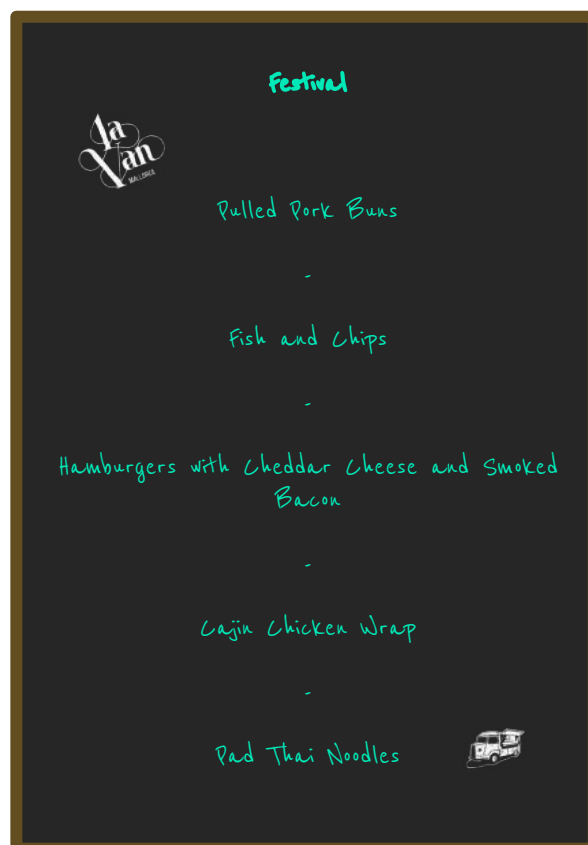 Festival
La
Van
Pulled Pork Buns
-
Fish and Chips
-
Hamburgers with Cheddar Cheese and Smoked
Bacon
-
Cajin Chicken Wrap
-
Pad Thai Noodles